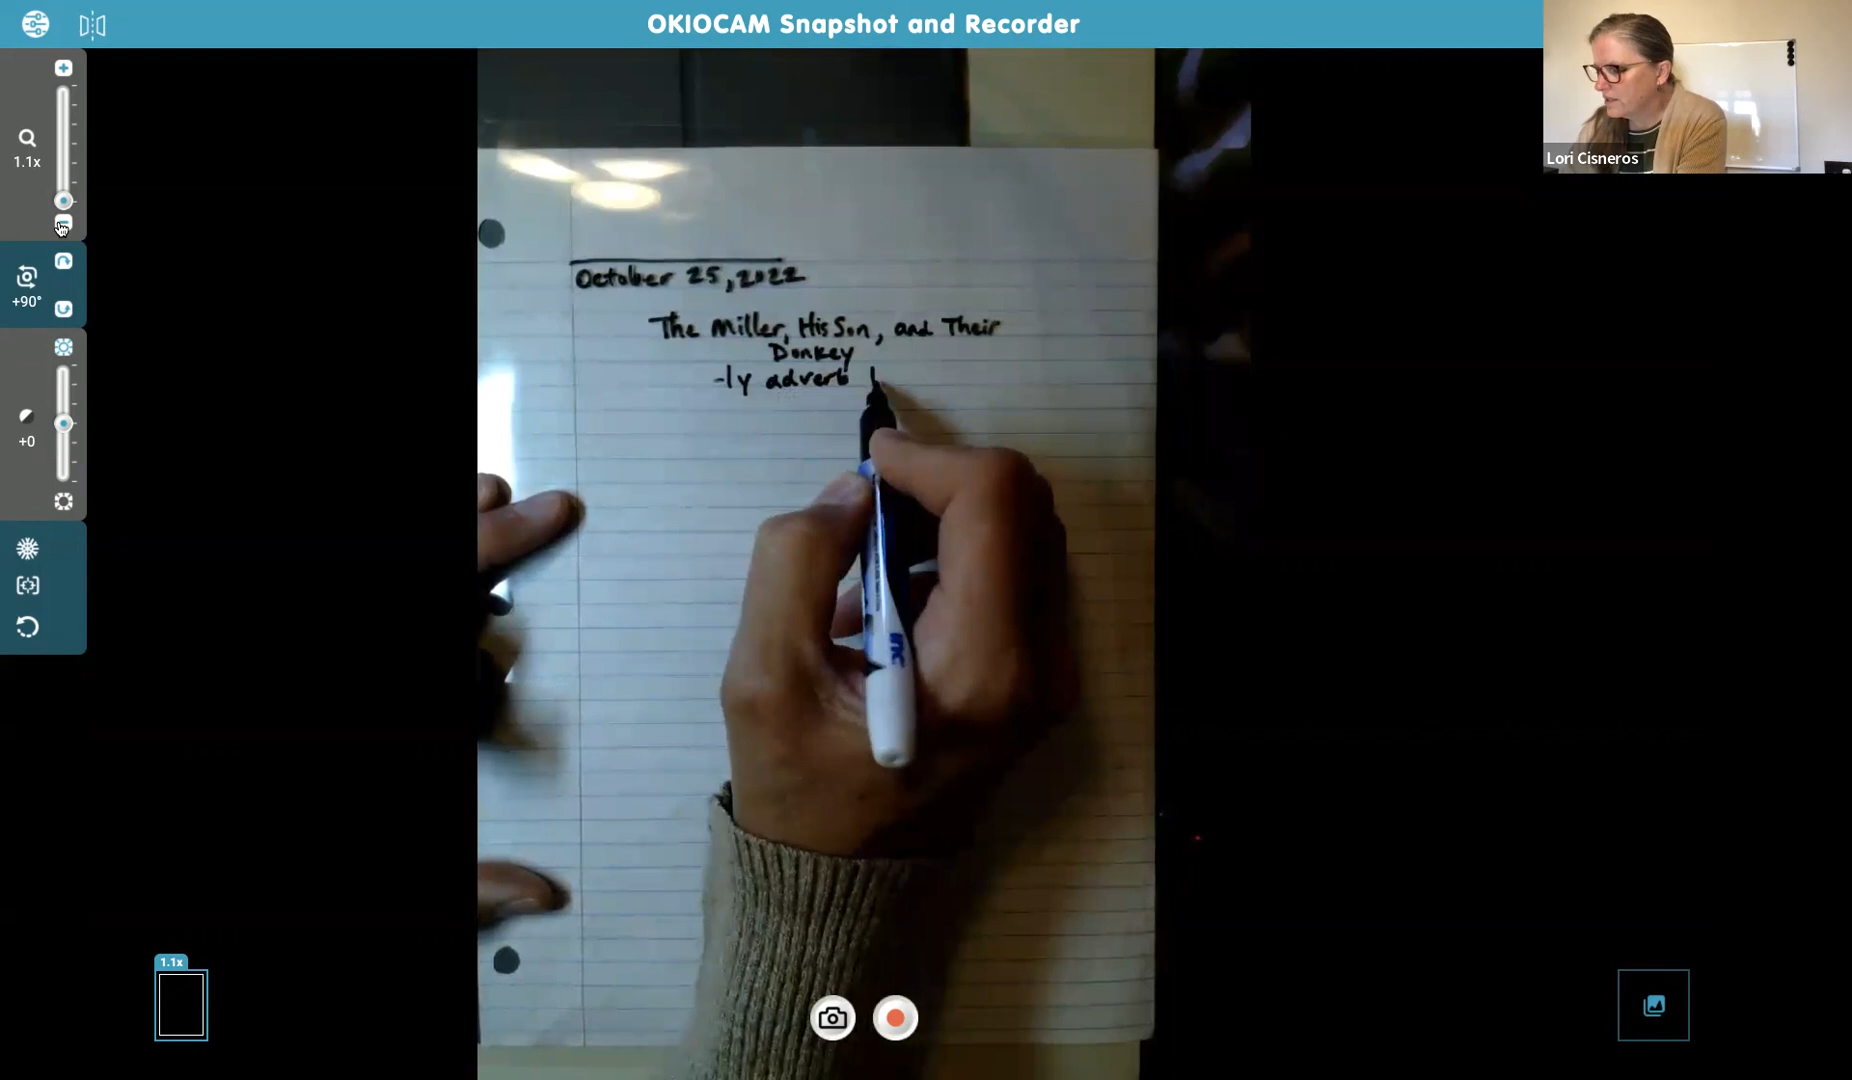 OKIOCAM Snapshot and Recorder
1.1x
+90°
+0
Lori Cisneros
October 25, 2022
The Miller, His Son, and Their
Donkey
-ly adverb
1.1x